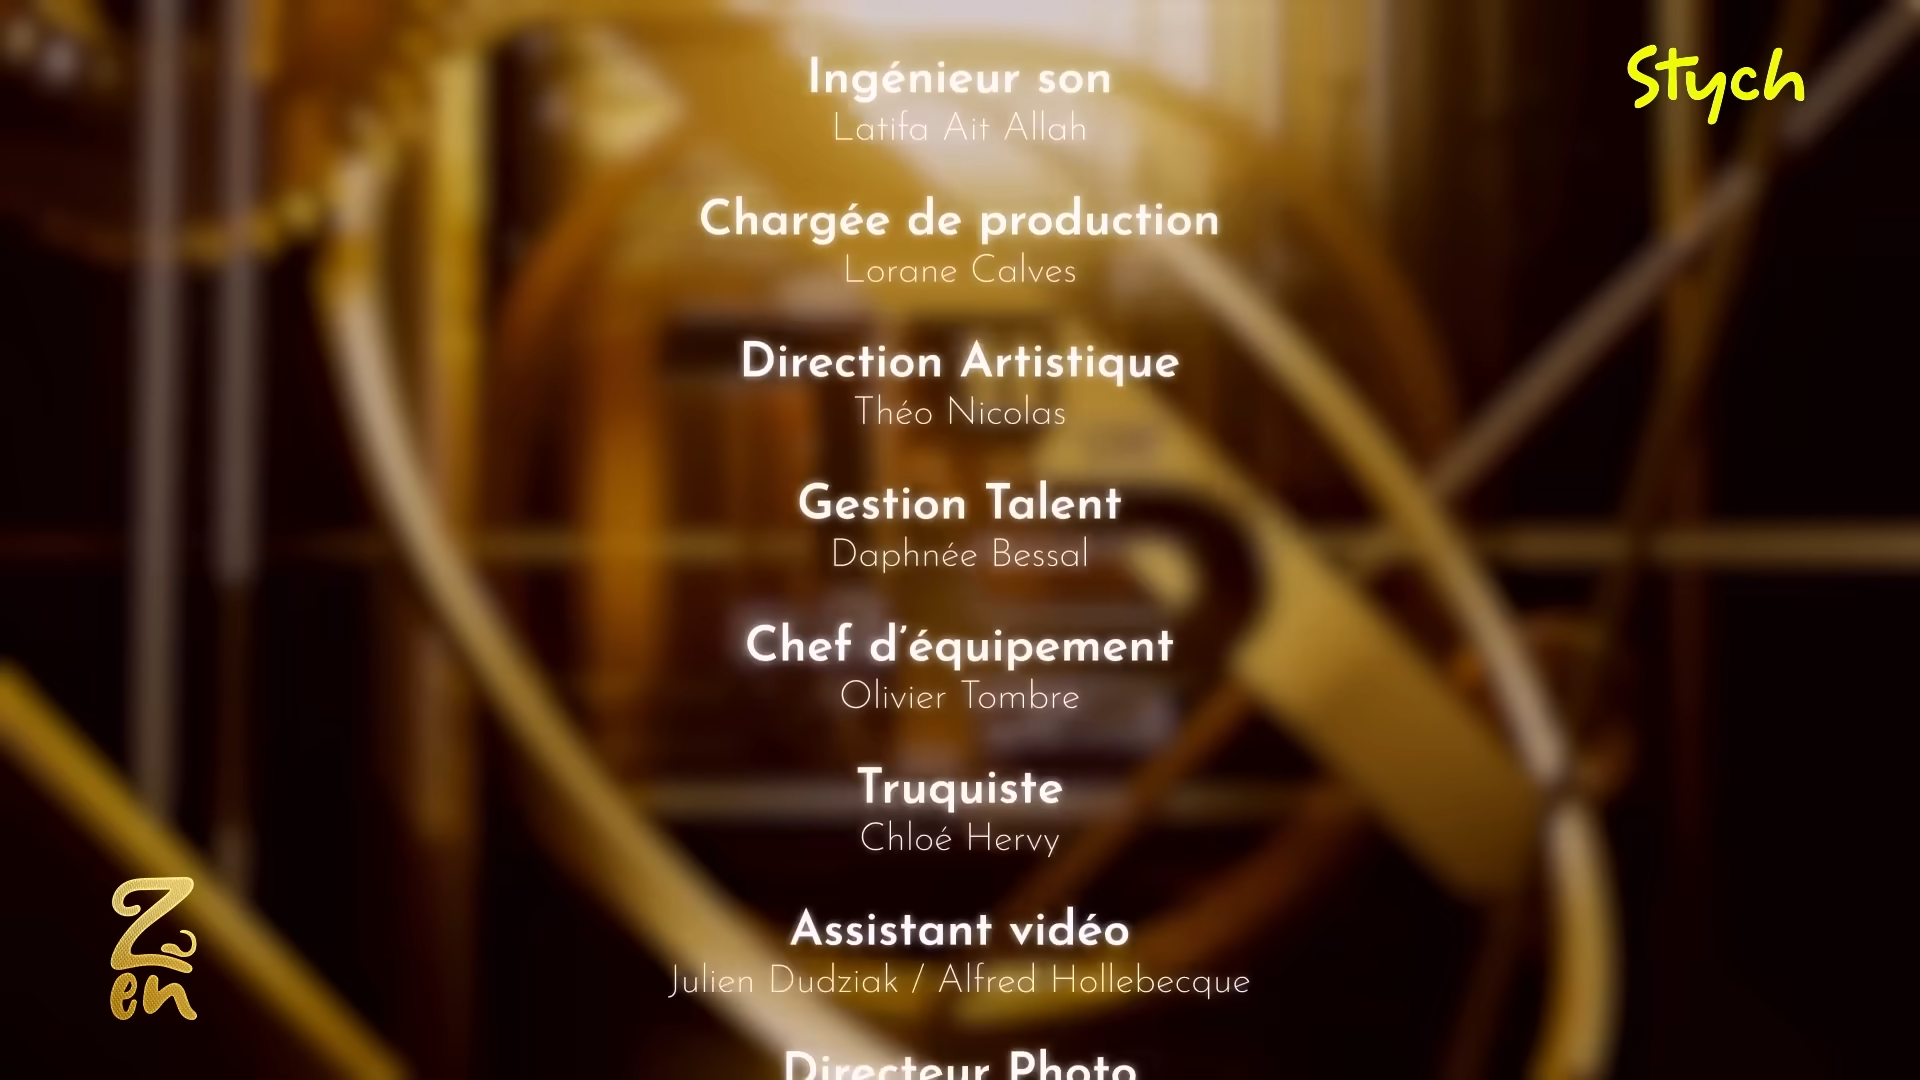 Stych
Ingénieur son
Latifa Ait Allah
Chargée de production
Lorane Calves
Direction Artistique
Théo Nicolas
Gestion Talent
Daphnée Bessal
Chef d’équipement
Olivier Tombre
Truquiste
Chloé Hervy
Assistant vidéo
Julien Dudziak / Alfred Hollebecque
Directeur Photo
Zen